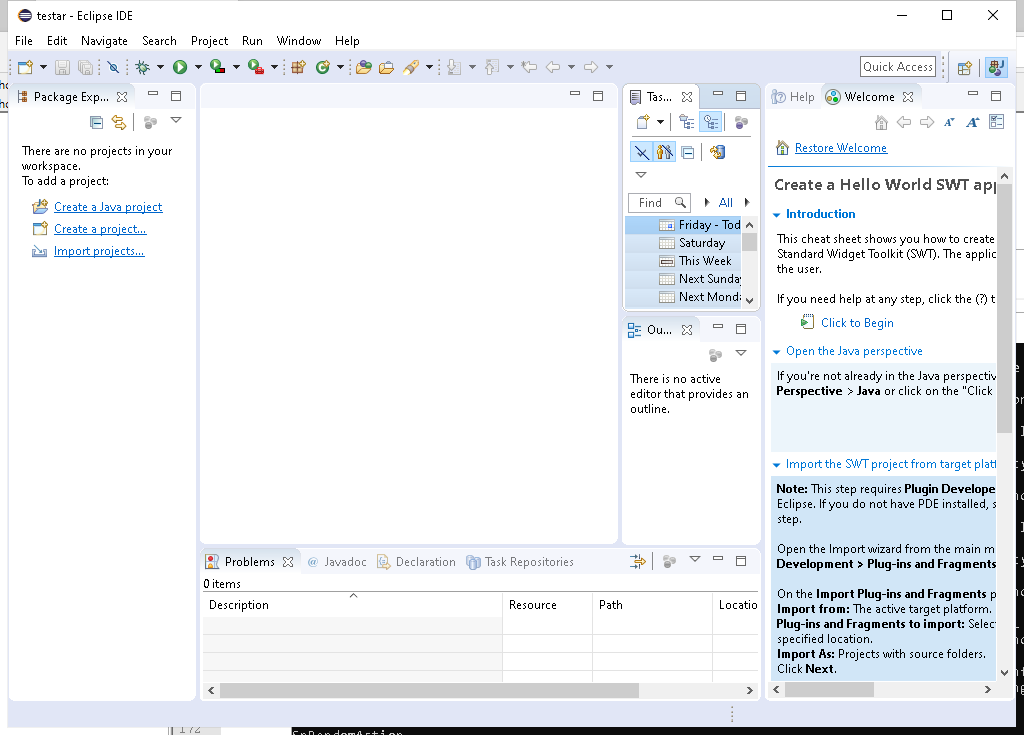 testar - Eclipse IDE
File Edit Navigate Search Project Run Window Help
Quick Access
Package Exp...
There are no projects in your
workspace.
To add a project:
Create a Java project
Create a project...
Import projects...
Tas...
Find
All
Friday - Tod
Saturday
This Week
Next Sunda
Next Monda
Ou...
There is no active
editor that provides an
outline.
Help Welcome
Restore Welcome
Create a Hello World SWT app
Introduction
This cheat sheet shows you how to create
Standard Widget Toolkit (SWT). The applic
the user.
If you need help at any step, click the (?) t
Click to Begin
Open the Java perspective
If you're not already in the Java perspectiv
Perspective > Java or click on the "Click
Import the SWT project from target platf
Note: This step requires Plugin Develope
Eclipse. If you do not have PDE installed, s
step.
Open the Import wizard from the main m
Development > Plug-ins and Fragments
On the Import Plug-ins and Fragments p
Import from: The active target platform.
Plug-ins and Fragments to import: Selec
specified location.
Import As: Projects with source folders.
Click Next.
Problems @ Javadoc Declaration Task Repositories
0 items
Description Resource Path Locatio
172